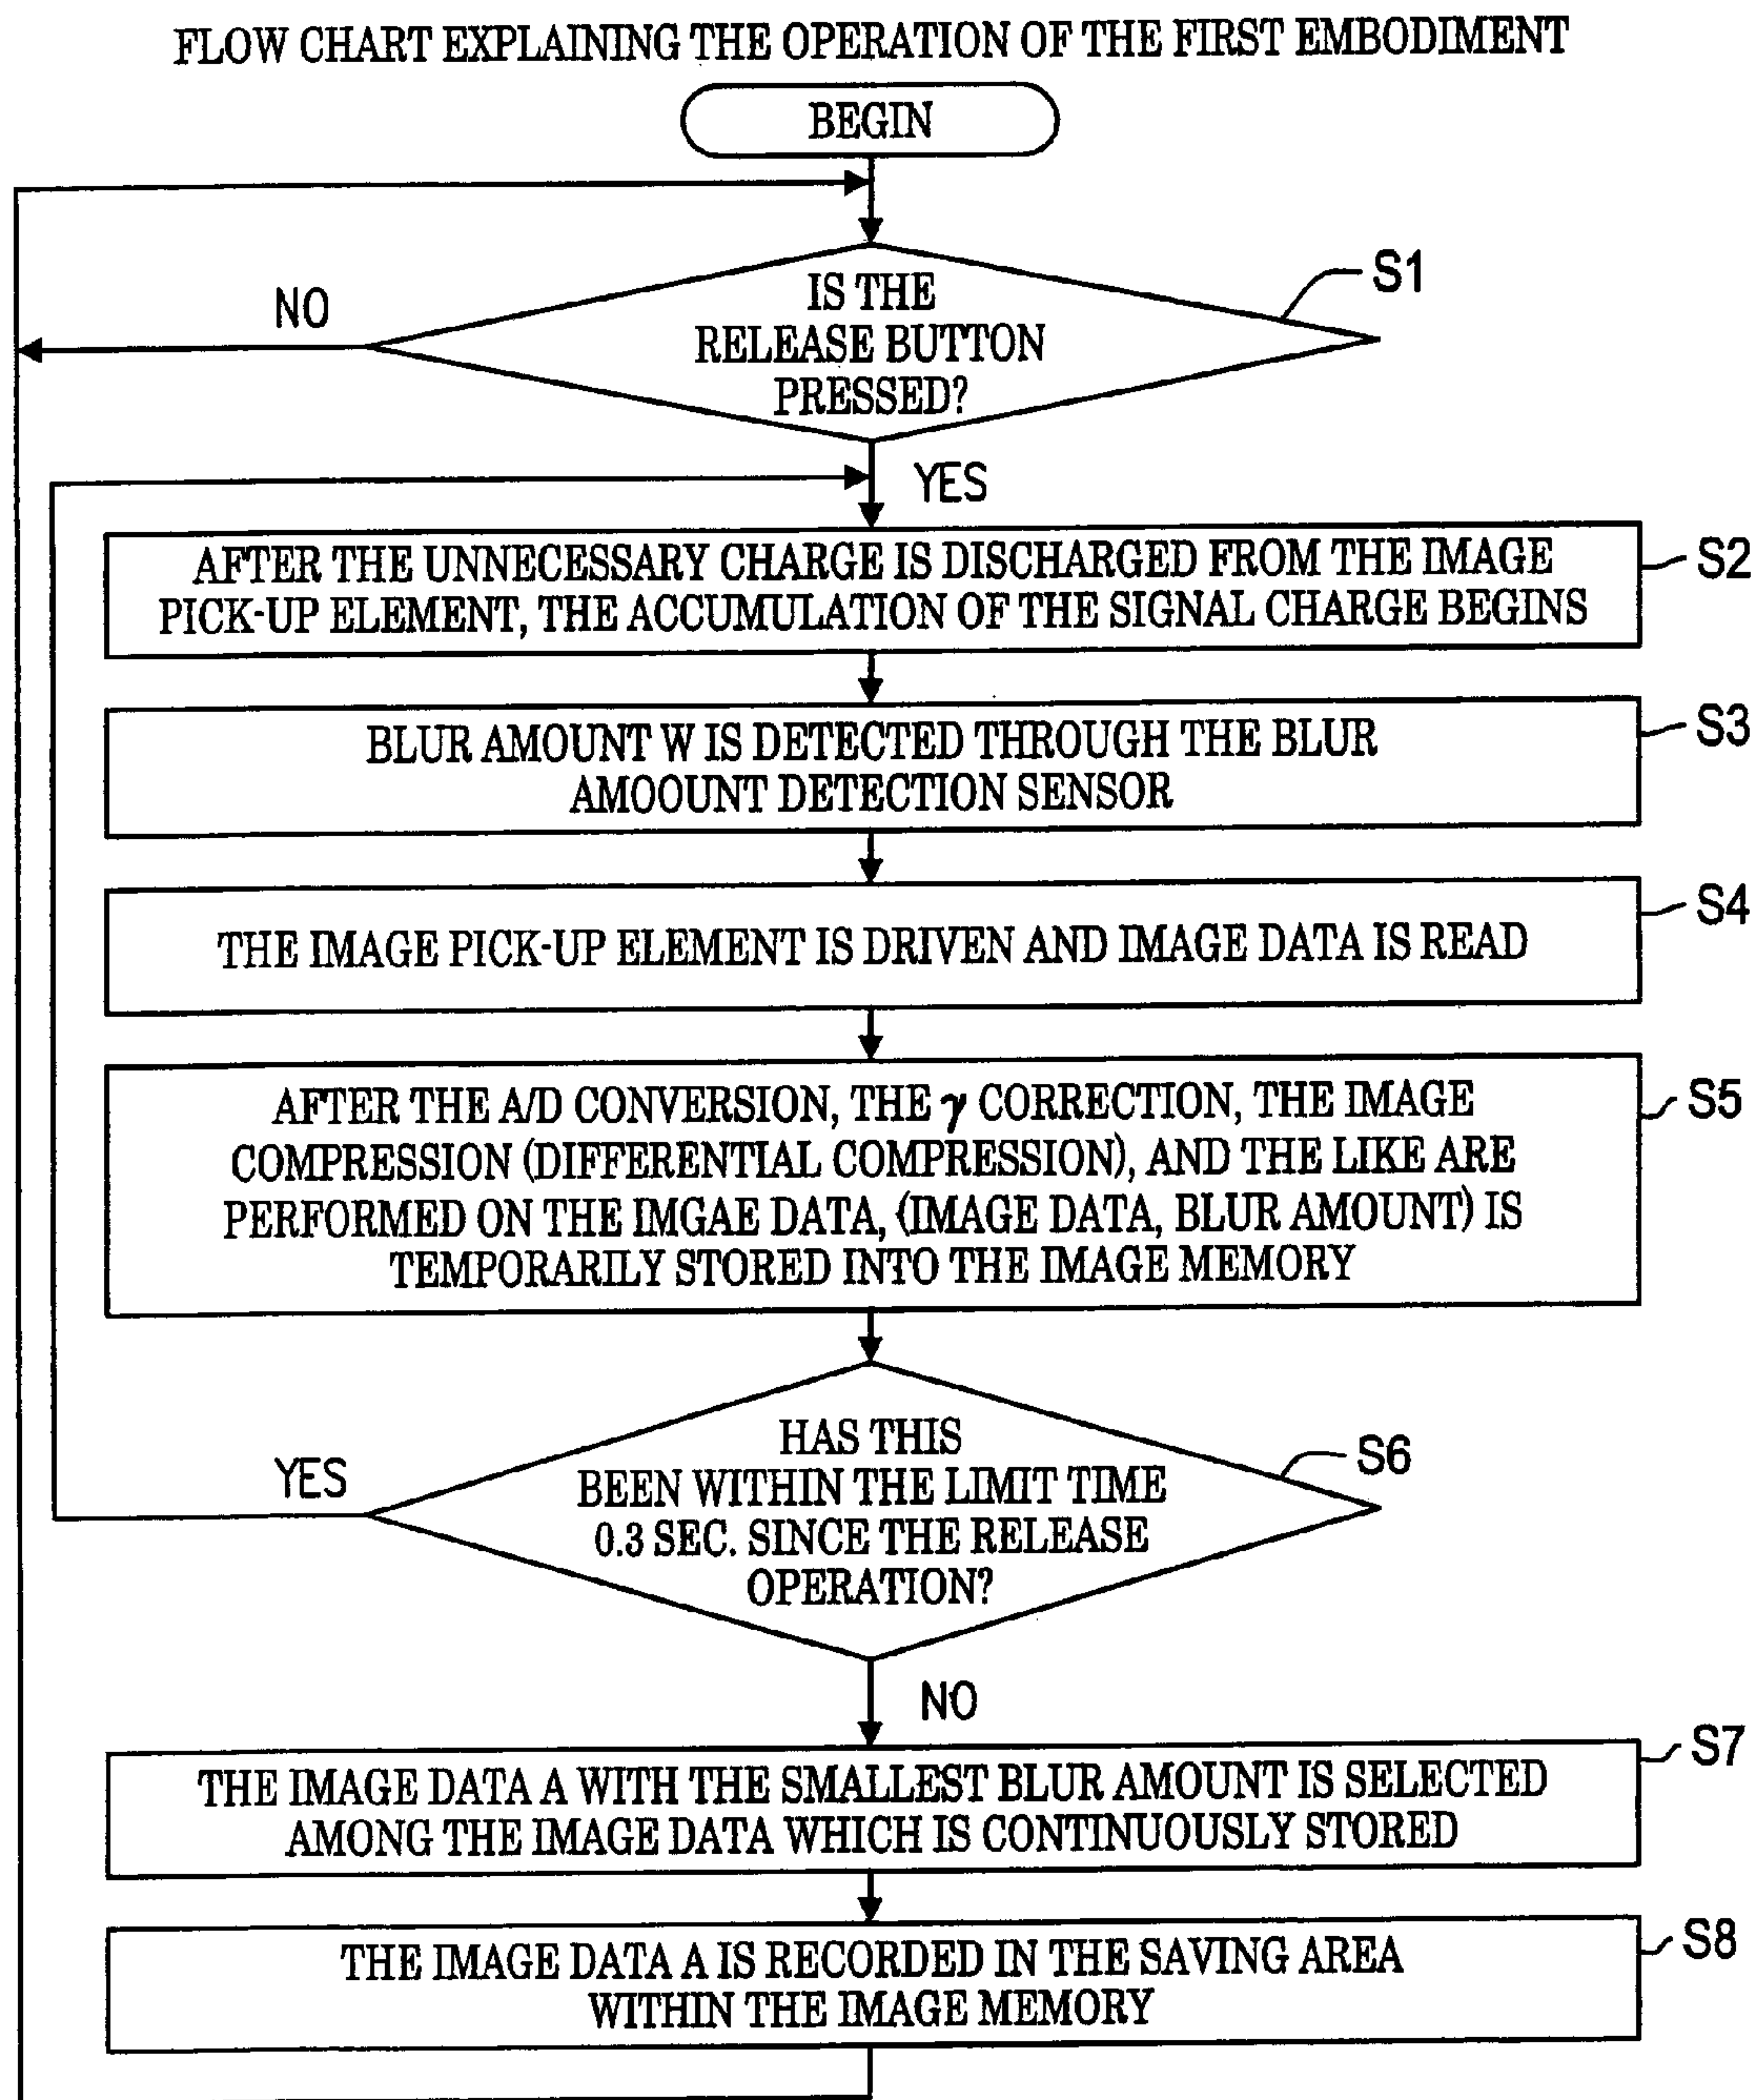 FLOW CHART EXPLAINING THE OPERATION OF THE FIRST EMBODIMENT
BEGIN
S1
NO
IS THE
RELEASE BUTTON
PRESSED?
YES
S2
AFTER THE UNNECESSARY CHARGE IS DISCHARGED FROM THE IMAGE
PICK-UP ELEMENT, THE ACCUMULATION OF THE SIGNAL CHARGE BEGINS
S3
BLUR AMOUNT W IS DETECTED THROUGH THE BLUR
AMOOUNT DETECTION SENSOR
S4
THE IMAGE PICK-UP ELEMENT IS DRIVEN AND IMAGE DATA IS READ
S5
AFTER THE A/D CONVERSION, THE γ CORRECTION, THE IMAGE
COMPRESSION (DIFFERENTIAL COMPRESSION), AND THE LIKE ARE
PERFORMED ON THE IMGAE DATA, (IMAGE DATA, BLUR AMOUNT) IS
TEMPORARILY STORED INTO THE IMAGE MEMORY
S6
YES
HAS THIS
BEEN WITHIN THE LIMIT TIME
0.3 SEC. SINCE THE RELEASE
OPERATION?
NO
S7
THE IMAGE DATA A WITH THE SMALLEST BLUR AMOUNT IS SELECTED
AMONG THE IMAGE DATA WHICH IS CONTINUOUSLY STORED
S8
THE IMAGE DATA A IS RECORDED IN THE SAVING AREA
WITHIN THE IMAGE MEMORY